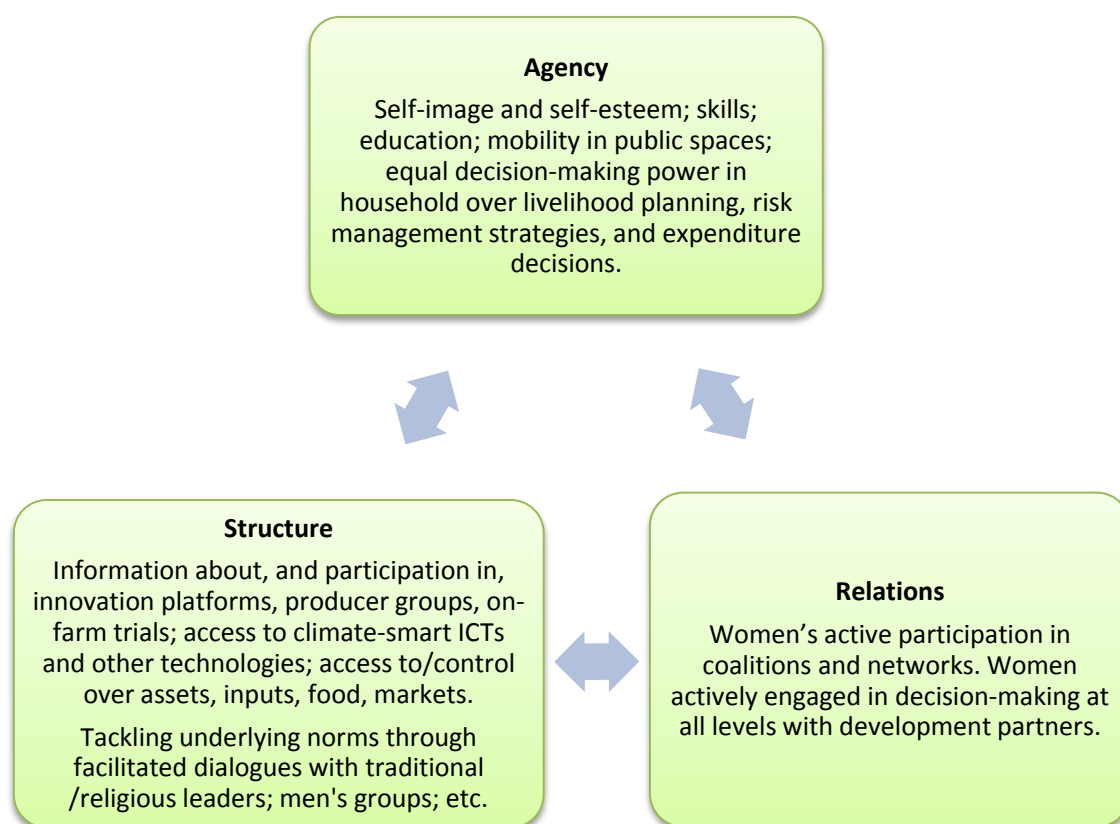 Agency
Self-image and self-esteem; skills;
education; mobility in public spaces;
equal decision-making power in
household over livelihood planning, risk
management strategies, and expenditure
decisions.
Structure
Information about, and participation in,
innovation platforms, producer groups, on-
farm trials; access to climate-smart ICTs
and other technologies; access to/control
over assets, inputs, food, markets.
Tackling underlying norms through
facilitated dialogues with traditional
/religious leaders; men's groups; etc.
Relations
Women’s active participation in
coalitions and networks. Women
actively engaged in decision-making at
all levels with development partners.